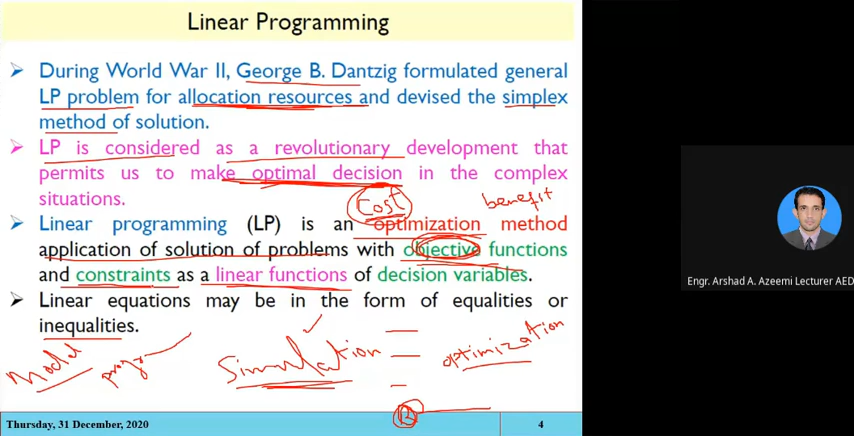 Linear Programming
➢ During World War II, George B. Dantzig formulated general
LP problem for allocation resources and devised the simplex
method of solution.
➢ LP is considered as a revolutionary development that
permits us to make optimal decision in the complex
situations.
Cost
benefit
➢ Linear programming (LP) is an optimization method
application of solution of problems with objective functions
and constraints as a linear functions of decision variables.
➢ Linear equations may be in the form of equalities or
inequalities.
Model
Simulation
optimization
Thursday, 31 December, 2020
4
Engr. Arshad A. Azeemi Lecturer AED